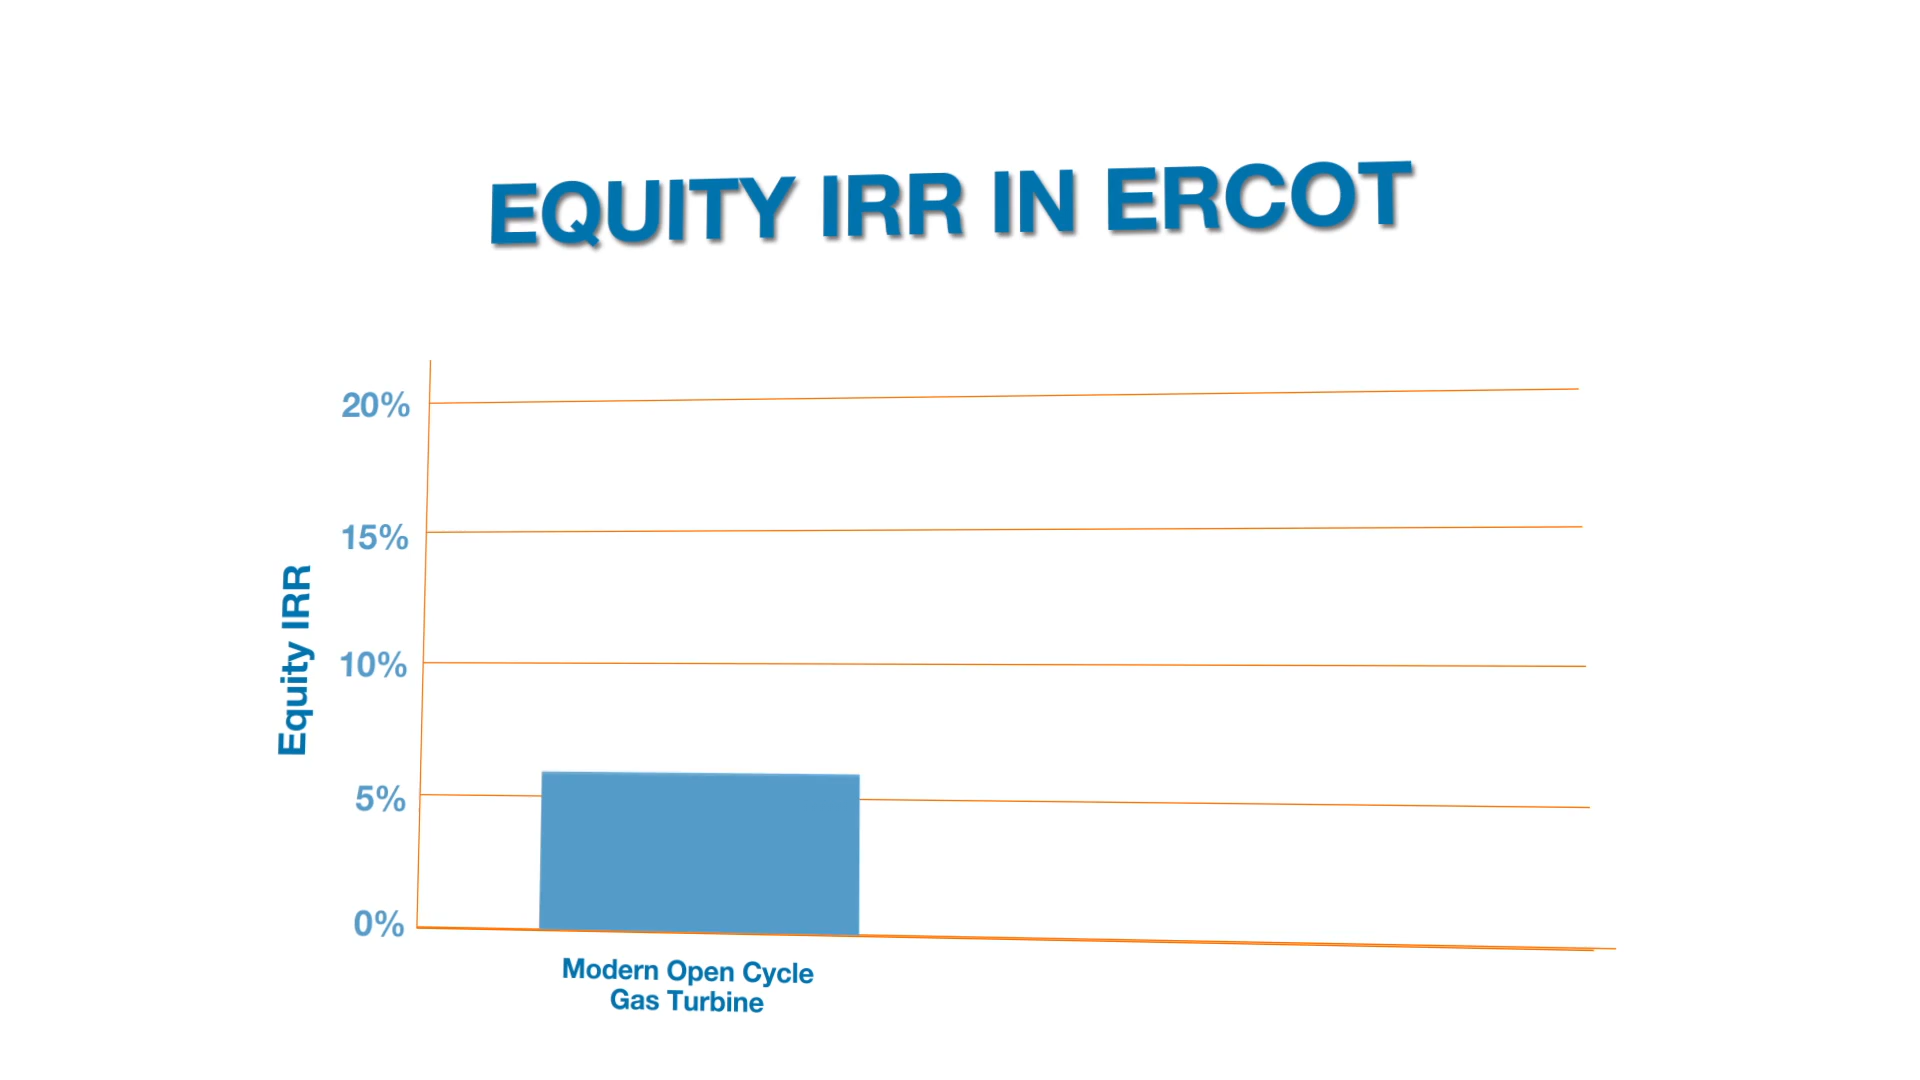 EQUITY IRR IN ERCOT
20%
15%
10%
5%
0%
Equity IRR
Modern Open Cycle
Gas Turbine